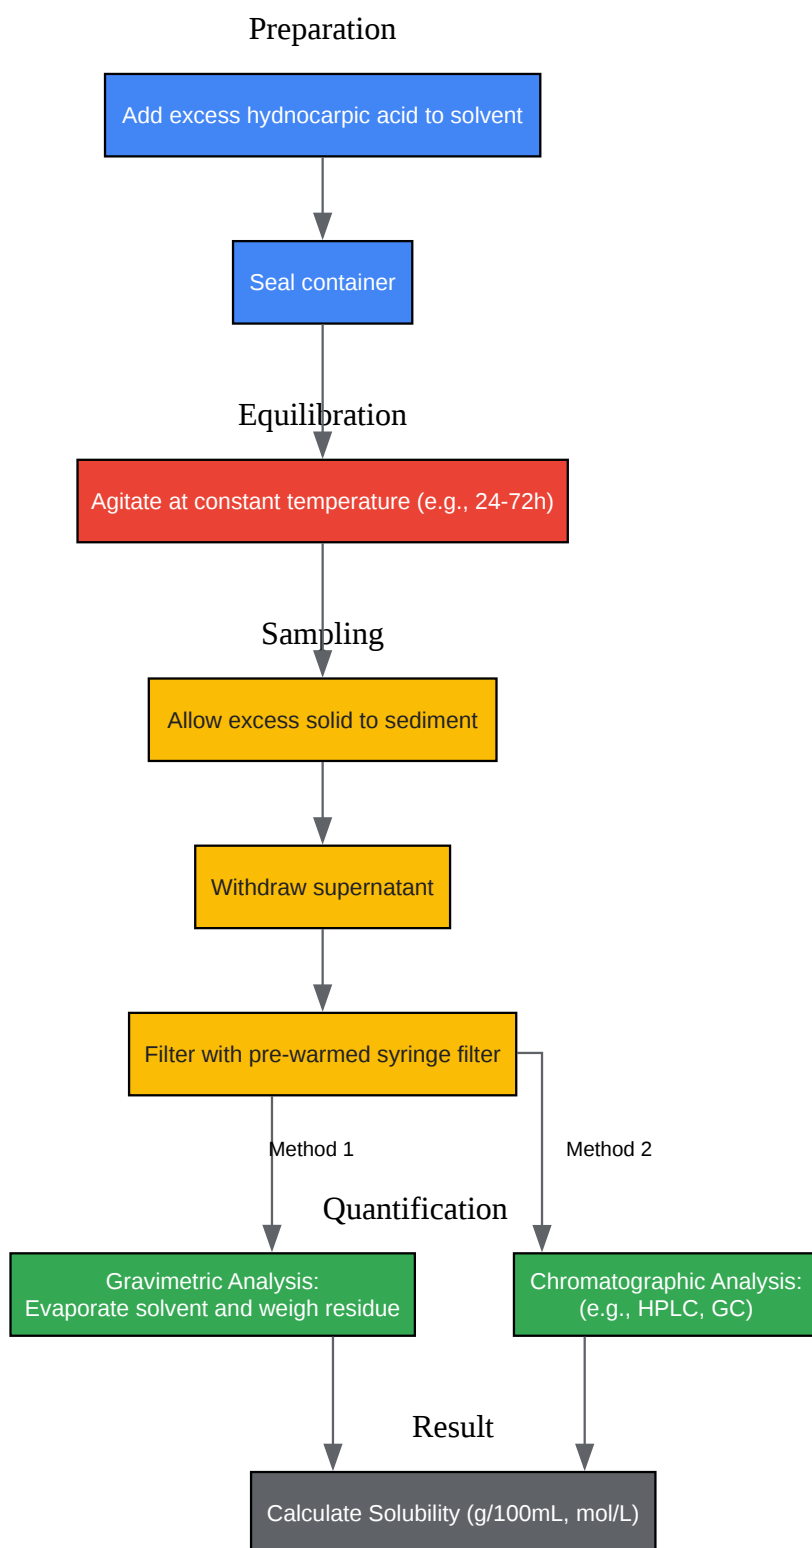 Preparation
Add excess hydnocarpic acid to solvent
Seal container
Equilibration
Agitate at constant temperature (e.g., 24-72h)
Sampling
Allow excess solid to sediment
Withdraw supernatant
Filter with pre-warmed syringe filter
Method 1
Method 2
Quantification
Gravimetric Analysis:
Evaporate solvent and weigh residue
Chromatographic Analysis:
(e.g., HPLC, GC)
Result
Calculate Solubility (g/100mL, mol/L)